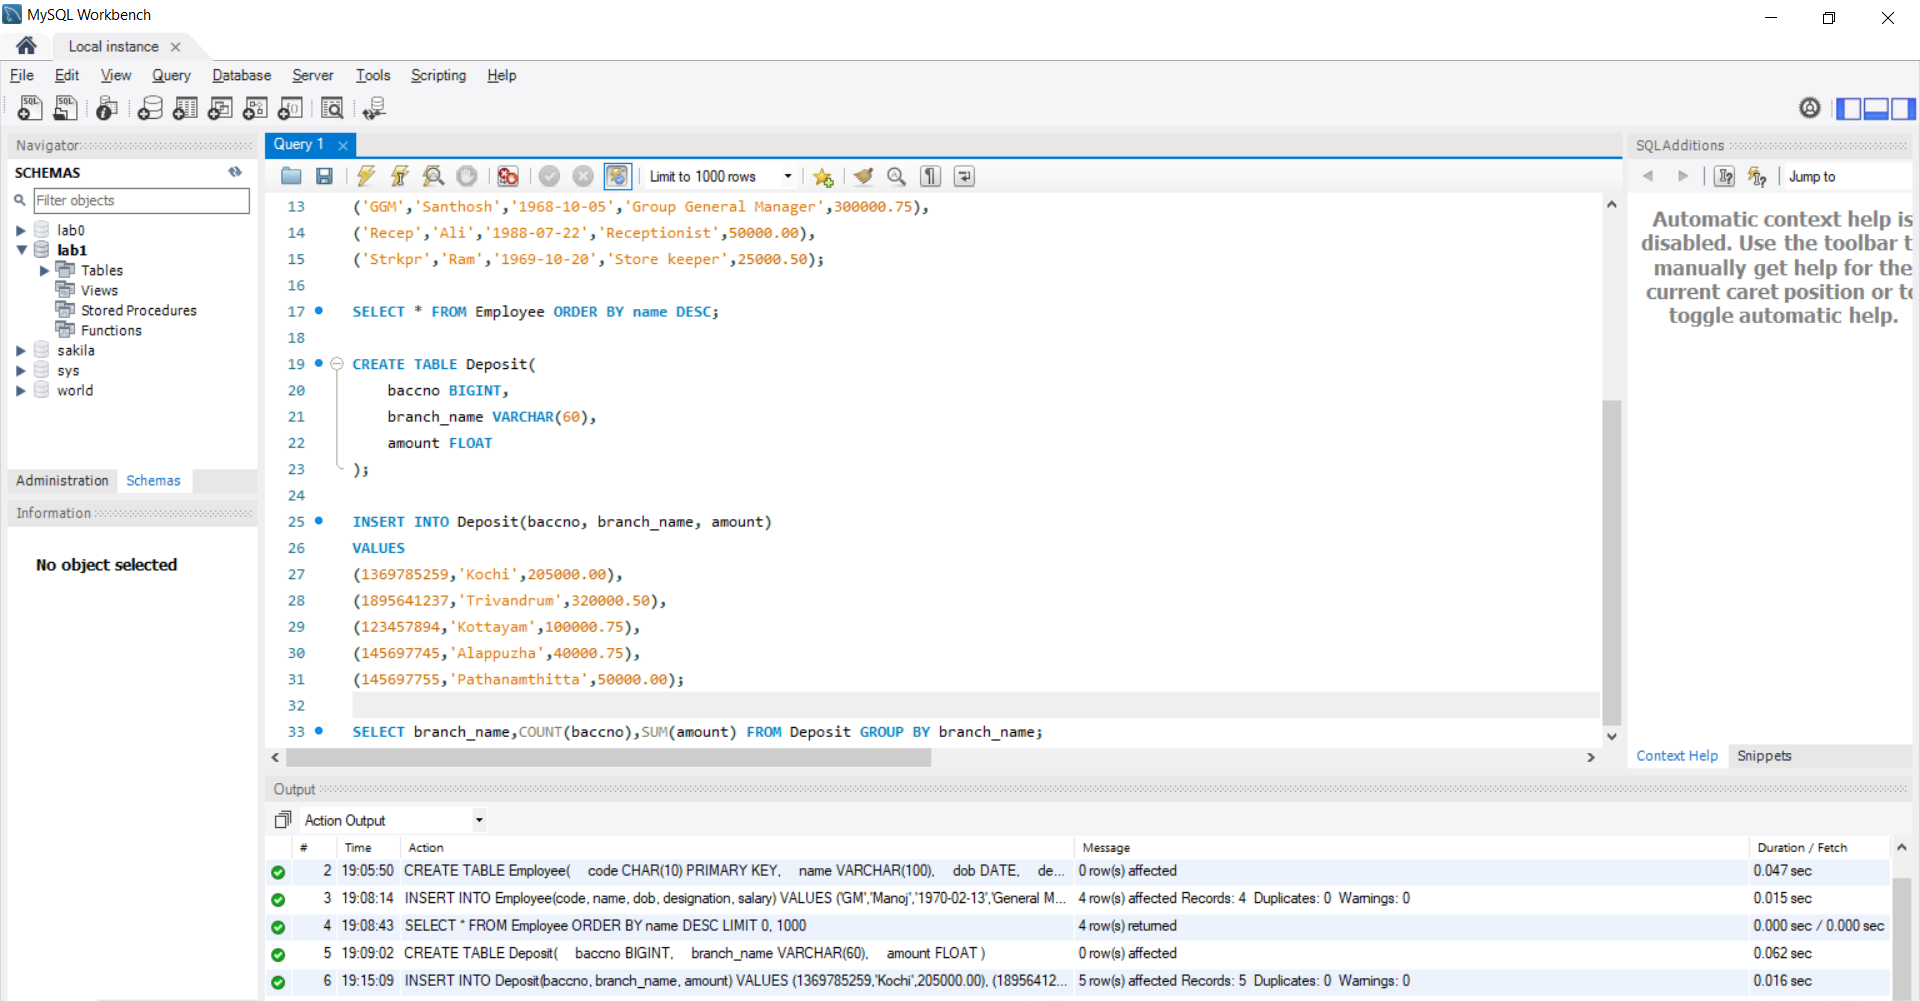 MySQL Workbench
Local instance
File Edit View Query Database Server Tools Scripting Help
Navigator
SCHEMAS
Filter objects
lab0
lab1
Tables
Views
Stored Procedures
Functions
sakila
sys
world
Administration Schemas
Information
No object selected
Query 1
Limit to 1000 rows
13 ('GGM','Santhosh','1968-10-05','Group General Manager',300000.75),
14 ('Recep','Ali','1988-07-22','Receptionist',50000.00),
15 ('Strkpr','Ram','1969-10-20','Store keeper',25000.50);
16
17 SELECT * FROM Employee ORDER BY name DESC;
18
19 CREATE TABLE Deposit(
20 baccno BIGINT,
21 branch_name VARCHAR(60),
22 amount FLOAT
23 );
24
25 INSERT INTO Deposit(baccno, branch_name, amount)
26 VALUES
27 (1369785259,'Kochi',205000.00),
28 (1895641237,'Trivandrum',320000.50),
29 (123457894,'Kottayam',100000.75),
30 (145697745,'Alappuzha',40000.75),
31 (145697755,'Pathanamthitta',50000.00);
32
33 SELECT branch_name,COUNT(baccno),SUM(amount) FROM Deposit GROUP BY branch_name;
SQLAdditions
Jump to
Automatic context help is
disabled. Use the toolbar t
manually get help for the
current caret position or to
toggle automatic help.
Context Help Snippets
Output
Action Output
# Time Action Message Duration / Fetch
2 19:05:50 CREATE TABLE Employee( code CHAR(10) PRIMARY KEY, name VARCHAR(100), dob DATE, de... 0 row(s) affected 0.047 sec
3 19:08:14 INSERT INTO Employee(code, name, dob, designation, salary) VALUES ('GM','Manoj','1970-02-13','General M... 4 row(s) affected Records: 4 Duplicates: 0 Warnings: 0 0.015 sec
4 19:08:43 SELECT * FROM Employee ORDER BY name DESC LIMIT 0, 1000 4 row(s) returned 0.000 sec / 0.000 sec
5 19:09:02 CREATE TABLE Deposit( baccno BIGINT, branch_name VARCHAR(60), amount FLOAT ) 0 row(s) affected 0.062 sec
6 19:15:09 INSERT INTO Deposit(baccno, branch_name, amount) VALUES (1369785259,'Kochi',205000.00), (18956412... 5 row(s) affected Records: 5 Duplicates: 0 Warnings: 0 0.016 sec